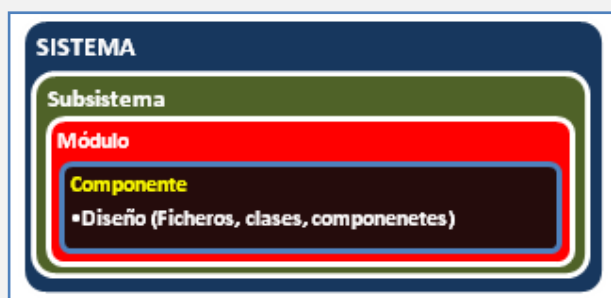 SISTEMA
Subsistema
Módulo
Componente
•Diseño (Ficheros, clases, componenetes)